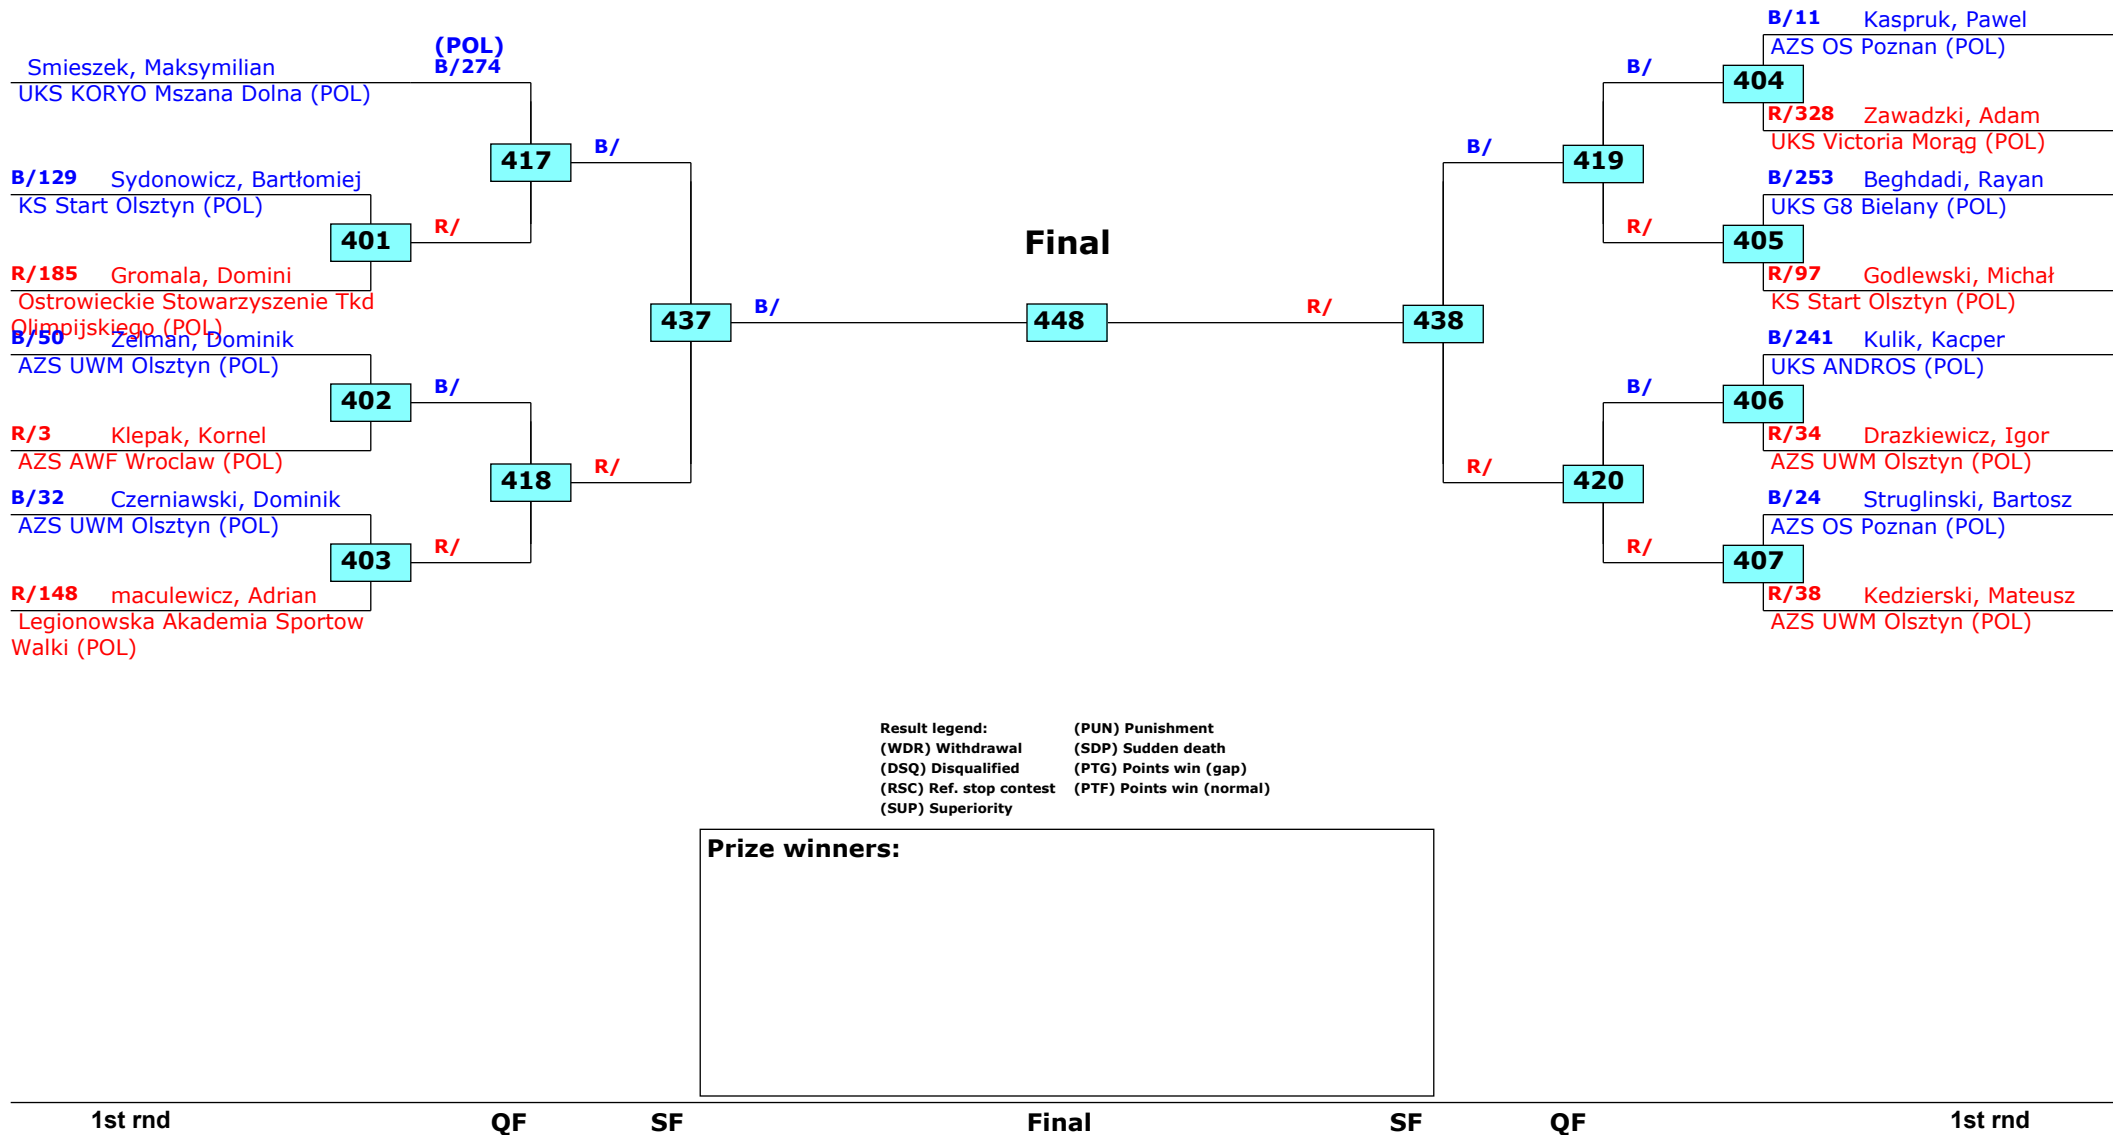 (POL)
B/274
Smieszek, Maksymilian
UKS KORYO Mszana Dolna (POL)
417
B/
B/129 Sydonowicz, Bartłomiej
KS Start Olsztyn (POL)
401
R/
R/185 Gromala, Domini
Ostrowieckie Stowarzyszenie Tkd
Olimpijskiego (POL)
437
B/
B/50 Zelman, Dominik
AZS UWM Olsztyn (POL)
402
B/
R/3 Klepak, Kornel
AZS AWF Wroclaw (POL)
418
R/
B/32 Czerniawski, Dominik
AZS UWM Olsztyn (POL)
403
R/
R/148 maculewicz, Adrian
Legionowska Akademia Sportow
Walki (POL)
Final
448
R/
438
B/11 Kaspruk, Pawel
AZS OS Poznan (POL)
B/
404
R/328 Zawadzki, Adam
UKS Victoria Morąg (POL)
B/
419
B/253 Beghdadi, Rayan
UKS G8 Bielany (POL)
R/
405
R/97 Godlewski, Michał
KS Start Olsztyn (POL)
B/241 Kulik, Kacper
UKS ANDROS (POL)
B/
406
R/34 Drazkiewicz, Igor
AZS UWM Olsztyn (POL)
R/
420
B/24 Struglinski, Bartosz
AZS OS Poznan (POL)
R/
407
R/38 Kedzierski, Mateusz
AZS UWM Olsztyn (POL)
Result legend: (PUN) Punishment
(WDR) Withdrawal (SDP) Sudden death
(DSQ) Disqualified (PTG) Points win (gap)
(RSC) Ref. stop contest (PTF) Points win (normal)
(SUP) Superiority
Prize winners:
1st rnd QF SF Final SF QF 1st rnd